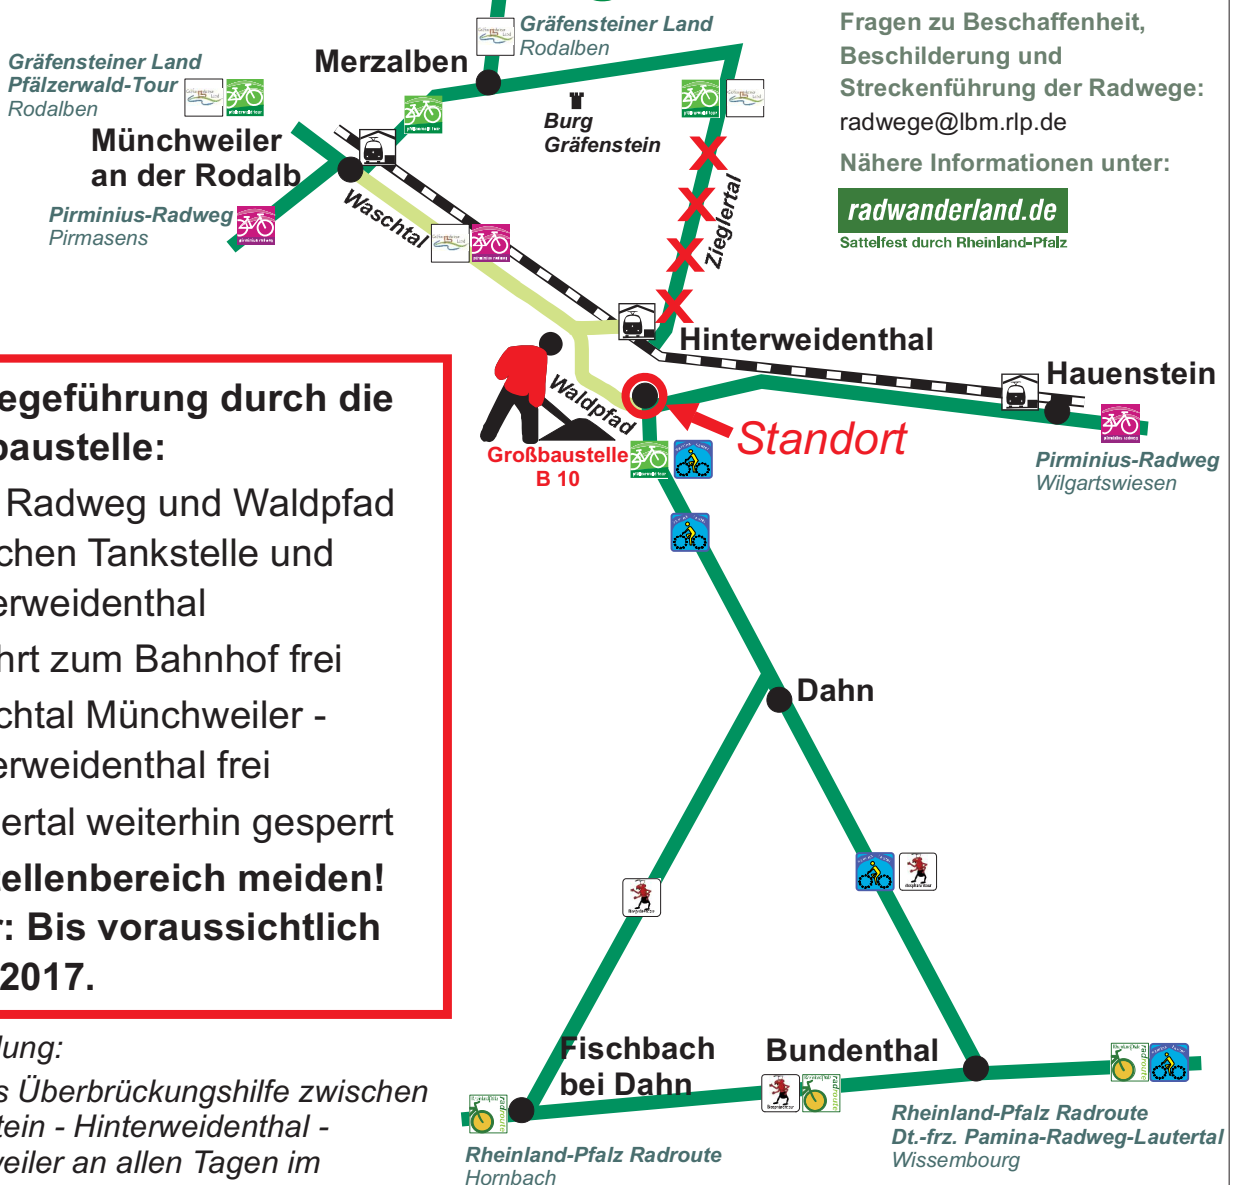 Gräfensteiner Land
Rodalben
Gräfensteiner Land
Pfälzerwald-Tour
Rodalben
Merzalben
Münchweiler
an der Rodalb
Burg
Gräfenstein
Pirminius-Radweg
Pirmasens
Waschtal
Zieglertal
Fragen zu Beschaffenheit,
Beschilderung und
Streckenführung der Radwege:
radwege@lbm.rlp.de
Nähere Informationen unter:
radwanderland.de
Sattelfest durch Rheinland-Pfalz
Hinterweidenthal
Hauenstein
Waldpfad
Standort
Großbaustelle
B 10
Pirminius-Radweg
Wilgartswiesen
egeführung durch die
baustelle:
Radweg und Waldpfad
chen Tankstelle und
erweidenthal
hrt zum Bahnhof frei
chtal Münchweiler -
erweidenthal frei
ertal weiterhin gesperrt
tellenbereich meiden!
r: Bis voraussichtlich
2017.
Dahn
Fischbach
bei Dahn
Bundenthal
lung:
s Überbrückungshilfe zwischen
tein - Hinterweidenthal -
weiler an allen Tagen im
Rheinland-Pfalz Radroute
Hornbach
Rheinland-Pfalz Radroute
Dt.-frz. Pamina-Radweg-Lautertal
Wissembourg